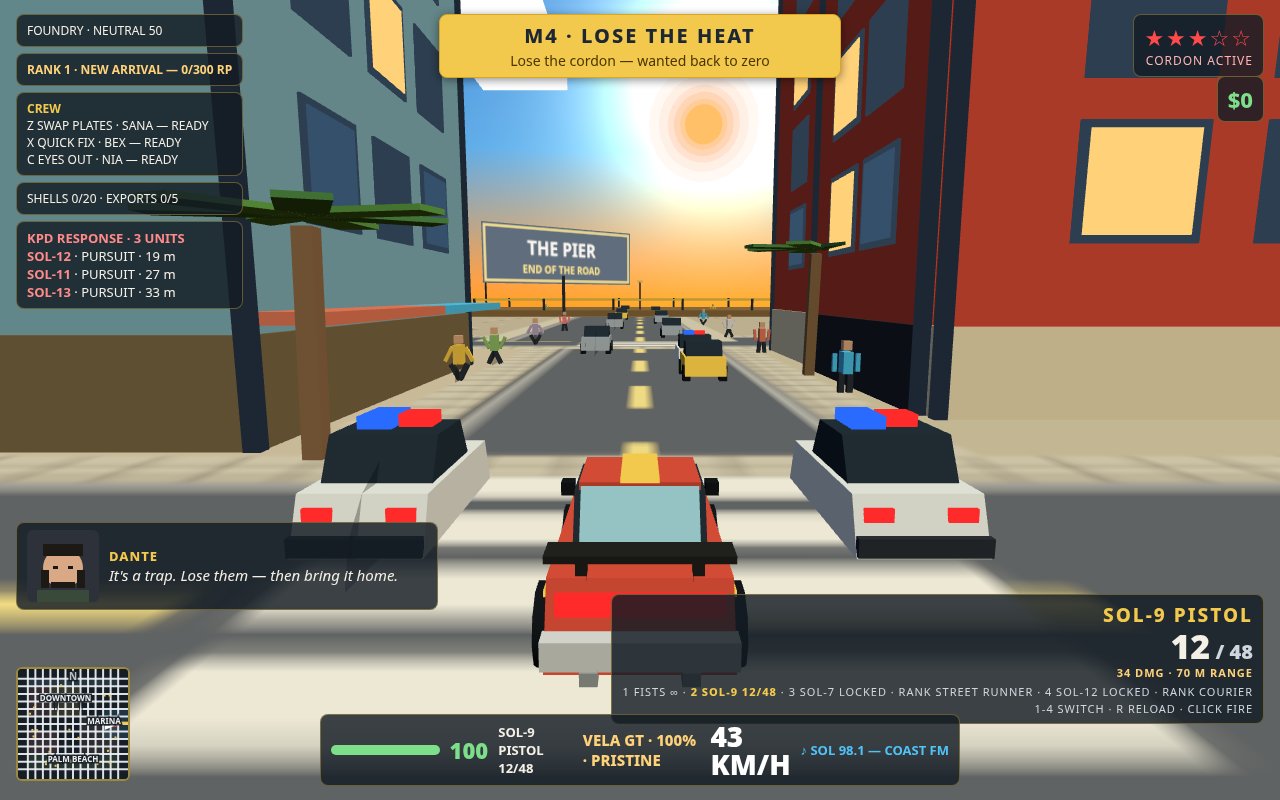 FOUNDRY · NEUTRAL 50
RANK 1 · NEW ARRIVAL — 0/300 RP
CREW
Z SWAP PLATES · SANA — READY
X QUICK FIX · BEX — READY
C EYES OUT · NIA — READY
SHELLS 0/20 · EXPORTS 0/5
KPD RESPONSE · 3 UNITS
SOL-12 · PURSUIT · 19 m
SOL-11 · PURSUIT · 27 m
SOL-13 · PURSUIT · 33 m
M4 · LOSE THE HEAT
Lose the cordon — wanted back to zero
★★★☆☆
CORDON ACTIVE
$0
THE PIER
END OF THE ROAD
DANTE
It's a trap. Lose them — then bring it home.
SOL-9 PISTOL
12 / 48
34 DMG · 70 M RANGE
1 FISTS ∞ · 2 SOL-9 12/48 · 3 SOL-7 LOCKED · RANK STREET RUNNER · 4 SOL-12 LOCKED · RANK COURIER
1-4 SWITCH · R RELOAD · CLICK FIRE
N
DOWNTOWN
MARINA
PALM BEACH
100
SOL-9
PISTOL
12/48
VELA GT · 100%
· PRISTINE
43
KM/H
♪ SOL 98.1 — COAST FM